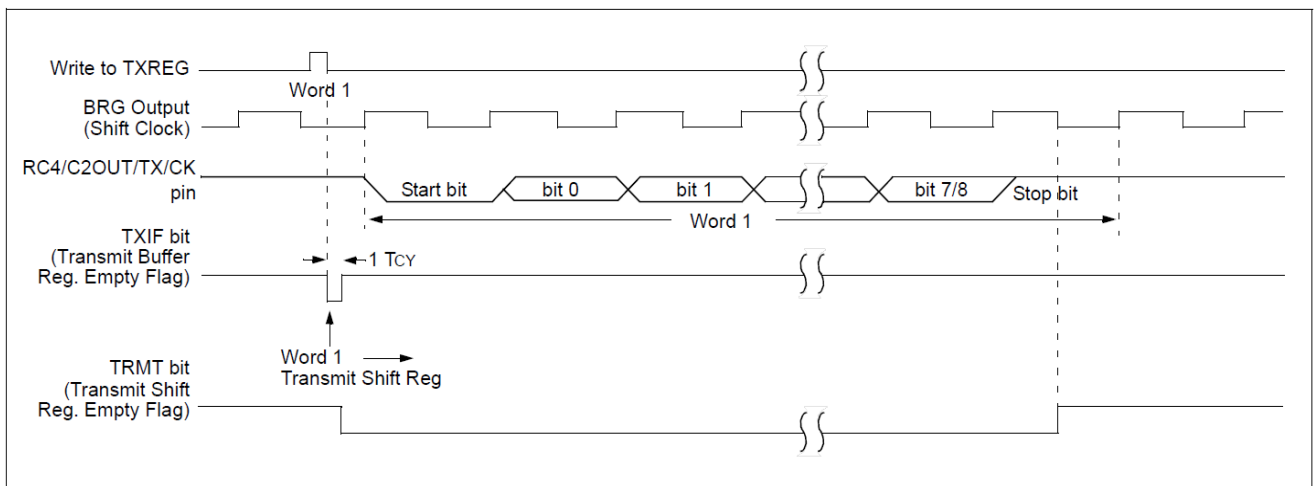 Write to TXREG
Word 1
BRG Output
(Shift Clock)
RC4/C2OUT/TX/CK
pin
Start bit
bit 0
bit 1
bit 7/8
Stop bit
Word 1
TXIF bit
(Transmit Buffer
Reg. Empty Flag)
1 TCY
Word 1
Transmit Shift Reg
TRMT bit
(Transmit Shift
Reg. Empty Flag)